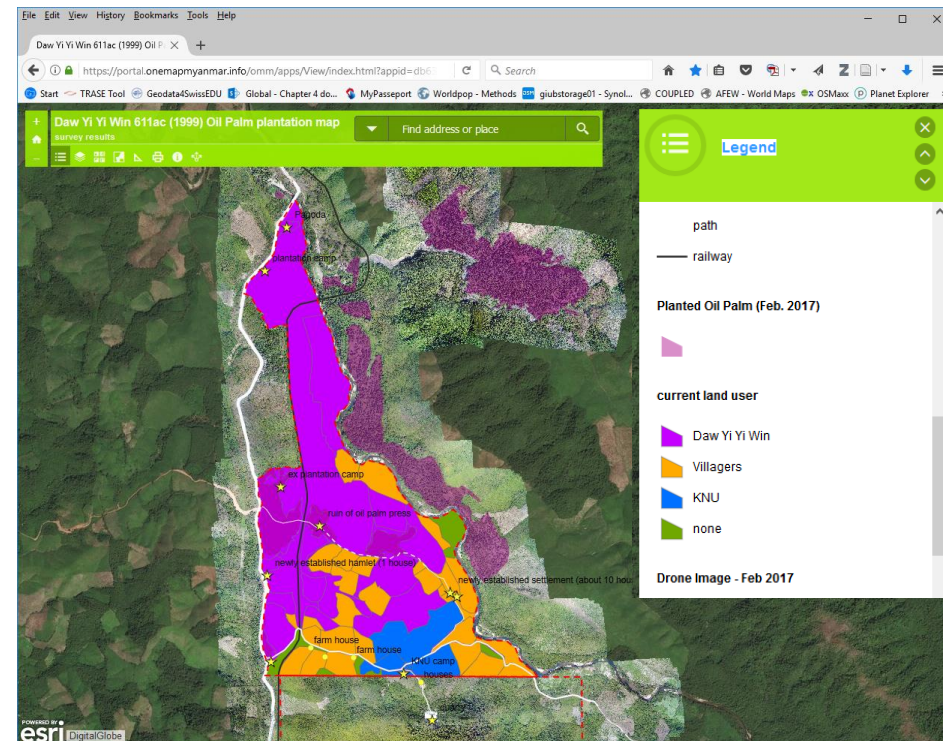 File Edit View History Bookmarks Tools Help
Daw Yi Yi Win 611ac (1999) Oil P
https://portal.onemapmyanmar.info/omm/apps/View/index.html?appid=db6
Search
Start TRASE Tool Geodata4SwissEDU Global - Chapter 4 do... MyPasseport Worldpop - Methods giubstorage01 - Synol... COUPLED AFEW - World Maps OSMaxx Planet Explorer
Daw Yi Yi Win 611ac (1999) Oil Palm plantation map
survey results
Find address or place
Legend
path
railway
Planted Oil Palm (Feb. 2017)
current land user
Daw Yi Yi Win
Villagers
KNU
none
Drone Image - Feb 2017
Pagoda
plantation camp
ex plantation camp
ruin of oil palm press
newly established hamlet (1 house)
newly established settlement (about 10 hou
farm house
farm house
KNU camp
houses
quarry
POWERED BY
esri
DigitalGlobe